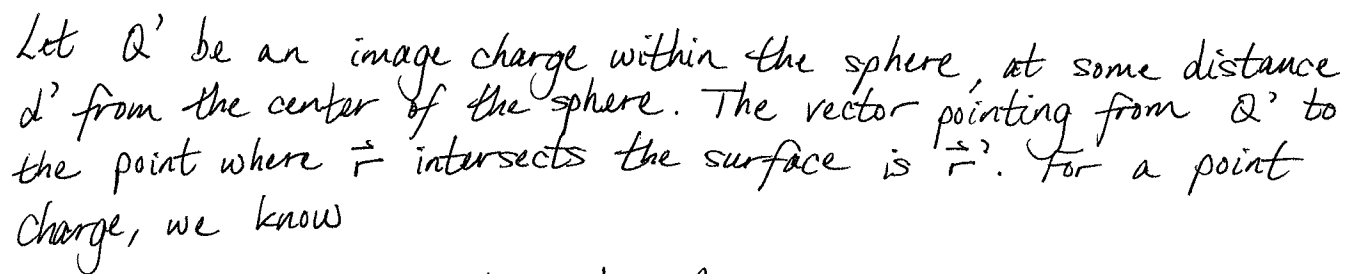 Let Q' be an image charge within the sphere, at some distance
d' from the center of the sphere. The vector pointing from Q' to
the point where r⃗ intersects the surface is r⃗'. For a point
charge, we know